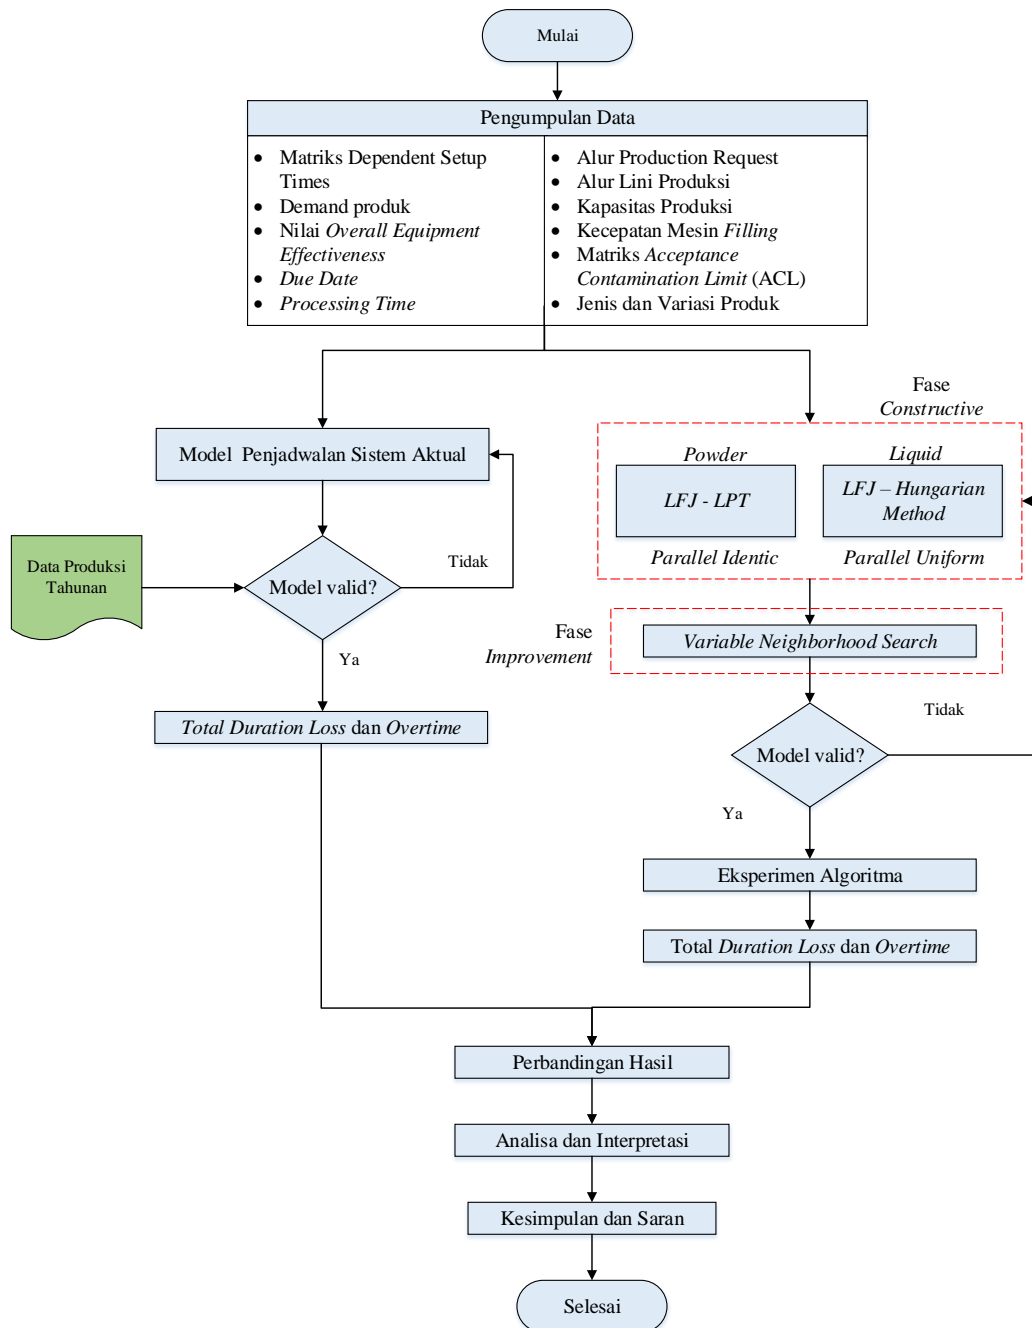 Mulai
Pengumpulan Data
• Matriks Dependent Setup
Times
• Demand produk
• Nilai Overall Equipment
Effectiveness
• Due Date
• Processing Time
• Alur Production Request
• Alur Lini Produksi
• Kapasitas Produksi
• Kecepatan Mesin Filling
• Matriks Acceptance
Contamination Limit (ACL)
• Jenis dan Variasi Produk
Fase
Constructive
Model Penjadwalan Sistem Aktual
Powder
LFJ - LPT
Parallel Identic
Liquid
LFJ – Hungarian
Method
Parallel Uniform
Data Produksi
Tahunan
Model valid?
Tidak
Ya
Fase
Improvement
Variable Neighborhood Search
Total Duration Loss dan Overtime
Model valid?
Tidak
Ya
Eksperimen Algoritma
Total Duration Loss dan Overtime
Perbandingan Hasil
Analisa dan Interpretasi
Kesimpulan dan Saran
Selesai